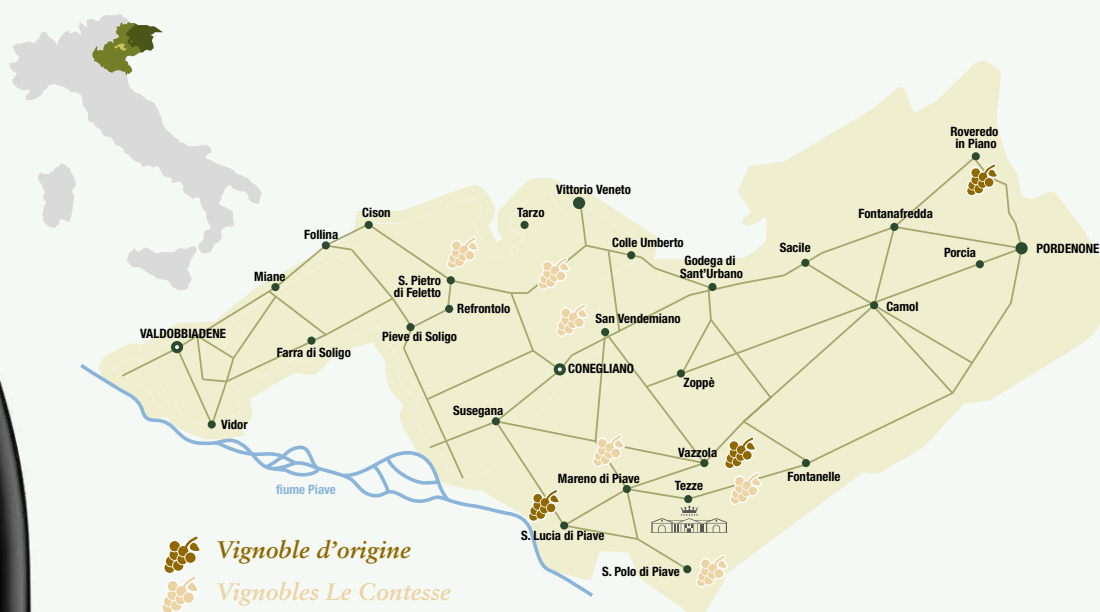 Roveredo
in Piano
Vittorio Veneto
Cison
Tarzo
Fontanafredda
Follina
Colle Umberto
Sacile
PORDENONE
Porcia
Godega di
Sant'Urbano
Miane
S. Pietro
di Feletto
Refrontolo
Camol
San Vendemiano
VALDOBBIADENE
Pieve di Soligo
Farra di Soligo
CONEGLIANO
Zoppè
Susegana
Vidor
Vazzola
Mareno di Piave
Tezze
Fontanelle
fiume Piave
S. Lucia di Piave
S. Polo di Piave
Vignoble d'origine
Vignobles Le Contesse